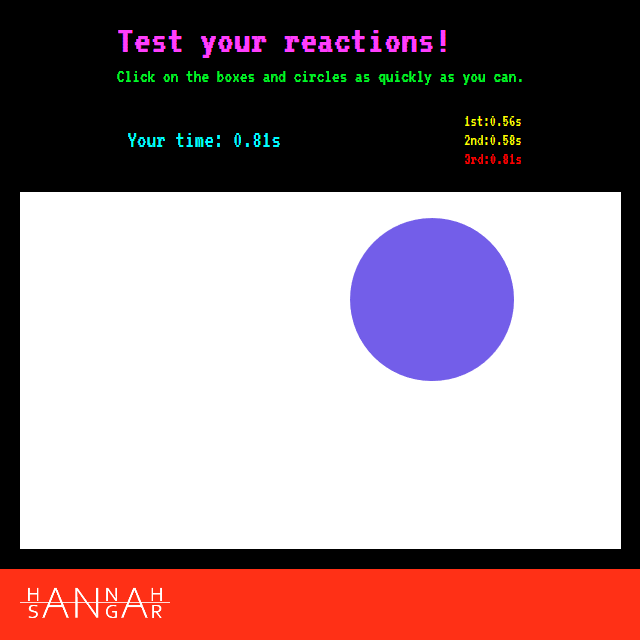 Test your reactions!
Click on the boxes and circles as quickly as you can.
Your time: 0.81s
1st:0.56s
2nd:0.58s
3rd:0.81s
HANNAH
SANGAR